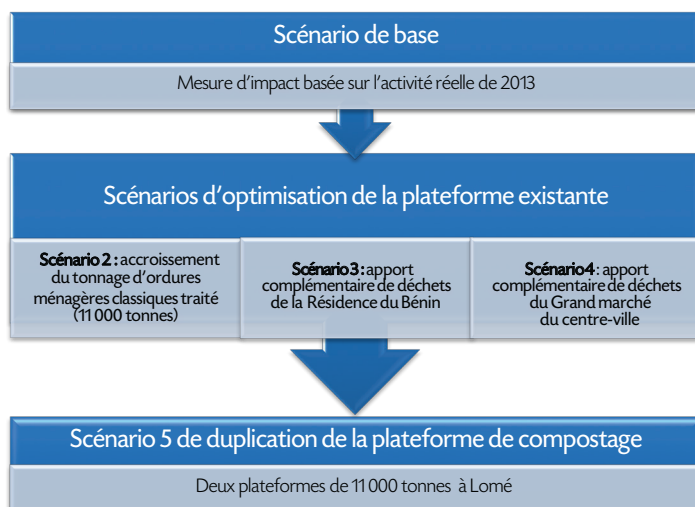 Scénario de base
Mesure d'impact basée sur l'activité réelle de 2013
Scénarios d'optimisation de la plateforme existante
Scénario 2 : accroissement
du tonnage d'ordures
ménagères classiques traité
(11 000 tonnes)
Scénario 3 : apport
complémentaire de déchets
de la Résidence du Bénin
Scénario 4 : apport
complémentaire de déchets
du Grand marché
du centre-ville
Scénario 5 de duplication de la plateforme de compostage
Deux plateformes de 11 000 tonnes à Lomé